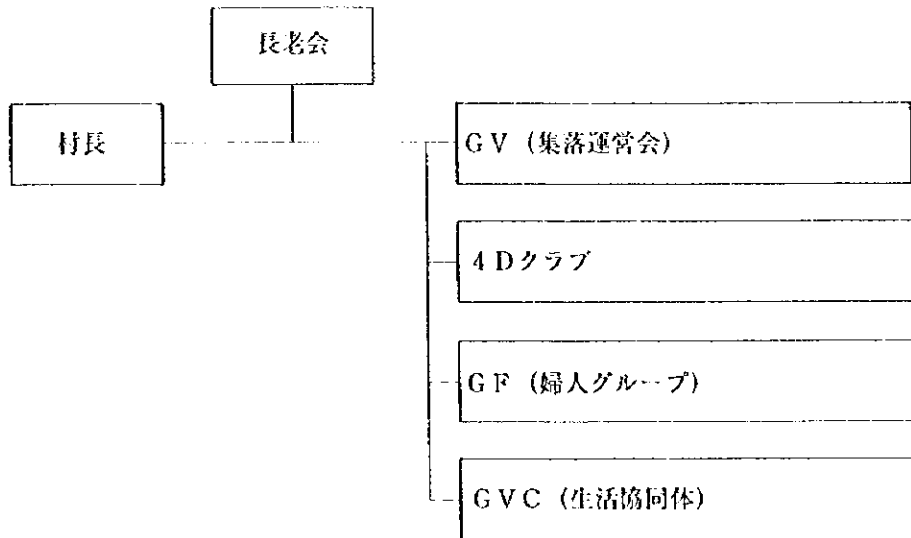 長老会
村長
GV (集落運営会)
4Dクラブ
GF (婦人グループ)
GVC (生活協同体)